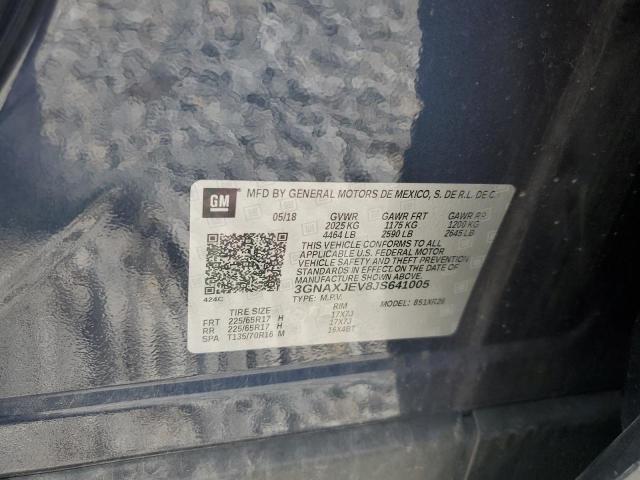 GM
MFD BY GENERAL MOTORS DE MEXICO, S. DE R.L. DE C
05/18 GVWR GAWR FRT GAWR RR
2025 KG 1175 KG 1200 KG
4464 LB 2590 LB 2645 LB
THIS VEHICLE CONFORMS TO ALL
APPLICABLE U.S. FEDERAL MOTOR
VEHICLE SAFETY AND THEFT PREVENTION
STANDARDS IN EFFECT ON THE DATE OF
MANUFACTURE SHOWN ABOVE.
3GNAXJEV8JS641005
424C
TYPE: M.P.V. MODEL: 8S1XR26
TIRE SIZE RIM
FRT 225/65R17 H 17X7J
RR 225/65R17 H 17X7J
SPA T135/70R16 M 16X4BT